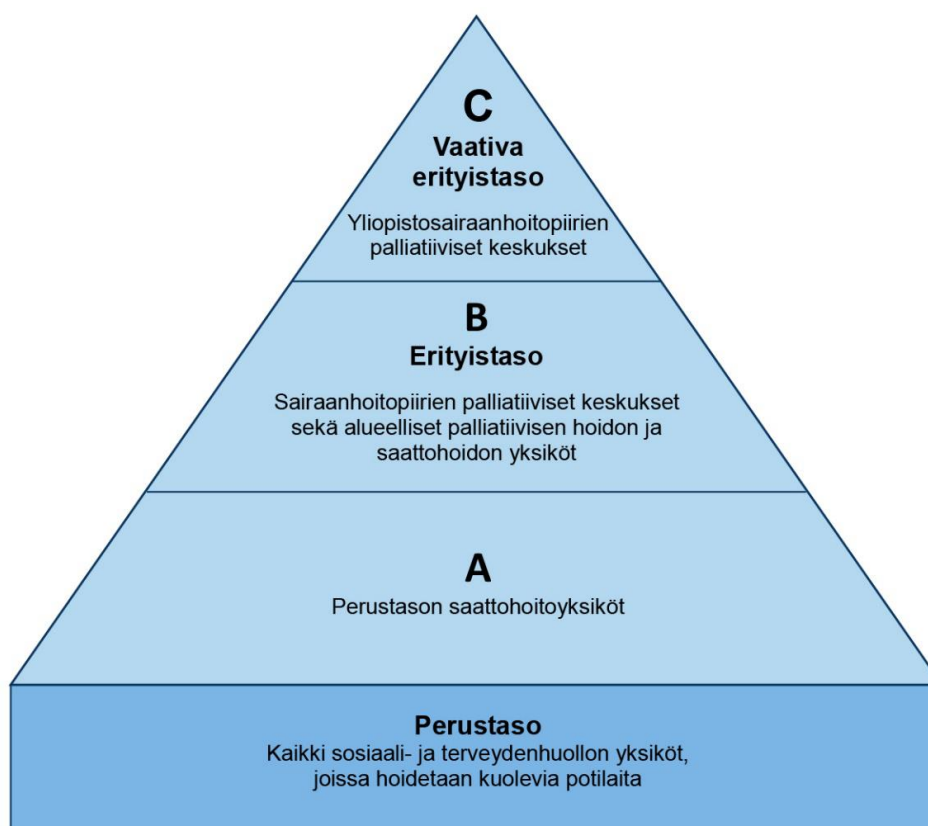 C
Vaativa
erityistaso
Yliopistosairaanhoitopiirien
palliatiiviset keskukset
B
Erityistaso
Sairaanhoitopiirien palliatiiviset keskukset
sekä alueelliset palliatiivisen hoidon ja
saattohoidon yksiköt
A
Perustason saattohoitoyksiköt
Perustaso
Kaikki sosiaali- ja terveydenhuollon yksiköt,
joissa hoidetaan kuolevia potilaita